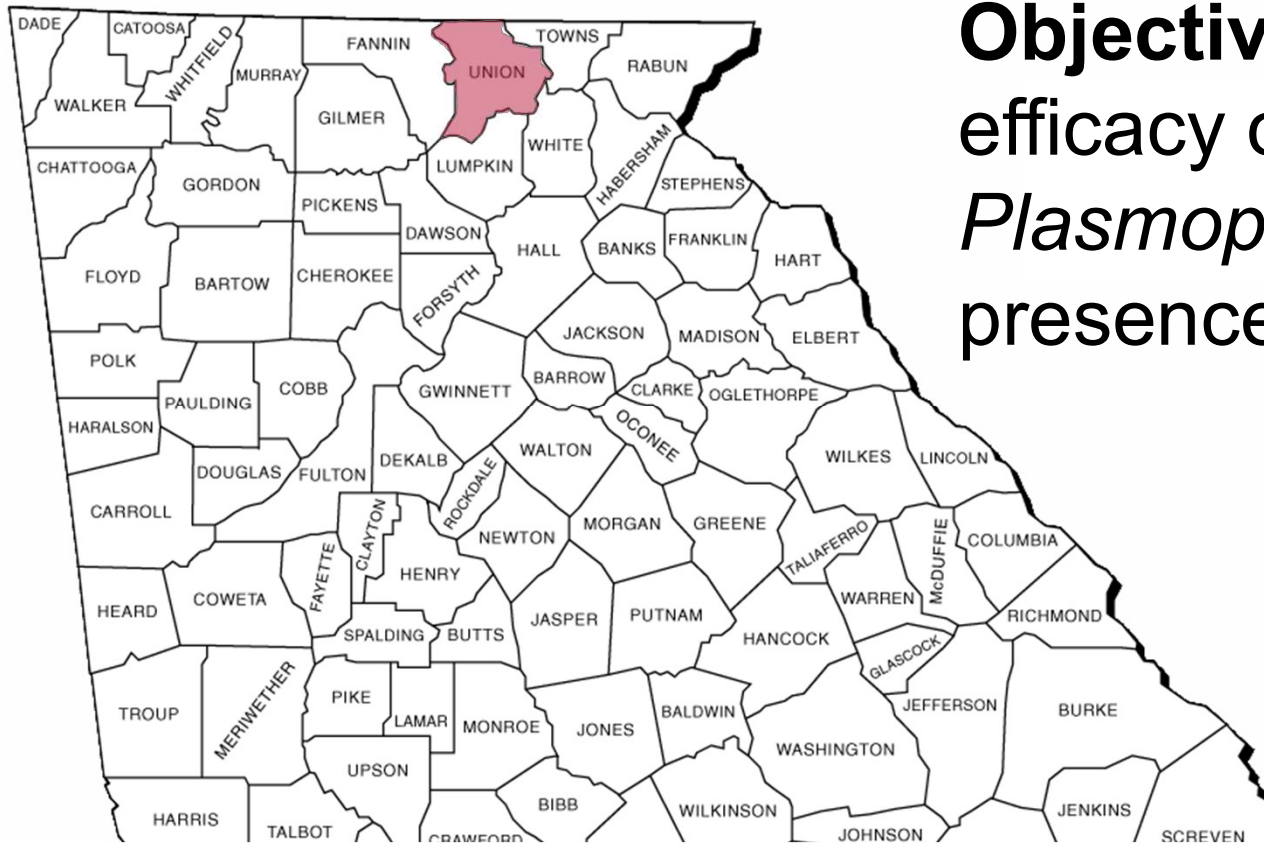 DADE
CATOOSA
WHITFIELD
MURRAY
FANNIN
UNION
TOWNS
RABUN
WALKER
GILMER
WHITE
HABERSHAM
LUMPKIN
STEPHENS
CHATTOOGA
GORDON
PICKENS
DAWSON
HALL
BANKS
FRANKLIN
HART
FLOYD
BARTOW
CHEROKEE
FORSYTH
JACKSON
MADISON
ELBERT
POLK
PAULDING
COBB
GWINNETT
BARROW
CLARKE
OGLETHORPE
HARALSON
OCONEE
DOUGLAS
FULTON
DEKALB
ROCKDALE
WALTON
WILKES
LINCOLN
CARROLL
CLAYTON
NEWTON
MORGAN
GREENE
TALIAFERRO
McDUFFIE
COLUMBIA
HEARD
COWETA
FAYETTE
HENRY
SPALDING
BUTTS
JASPER
PUTNAM
HANCOCK
WARREN
GLASCOCK
RICHMOND
TROUP
MERIWETHER
PIKE
LAMAR
MONROE
JONES
BALDWIN
WASHINGTON
JEFFERSON
BURKE
UPSON
BIBB
WILKINSON
JENKINS
HARRIS
TALBOT
CRAWFORD
JOHNSON
SCREVEN
Objectiv
efficacy
Plasmop
presence